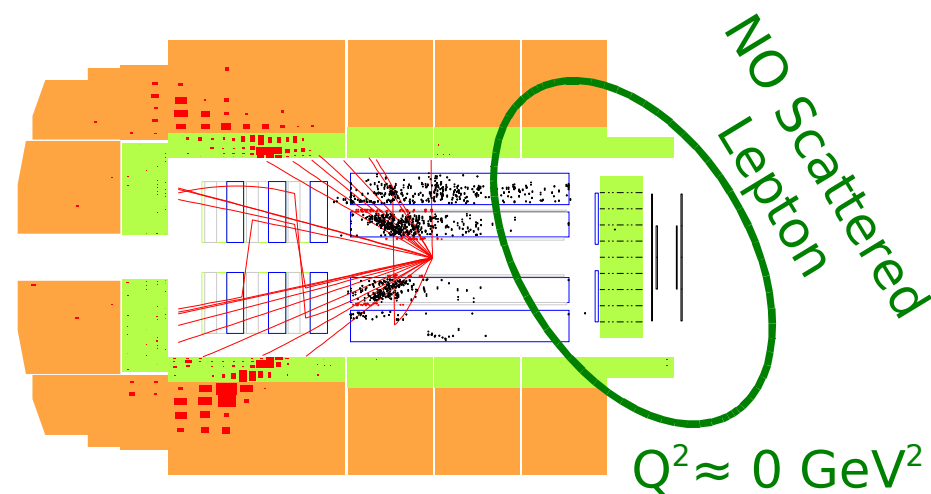 NO Scattered
Lepton
Q² ≈ 0 GeV²